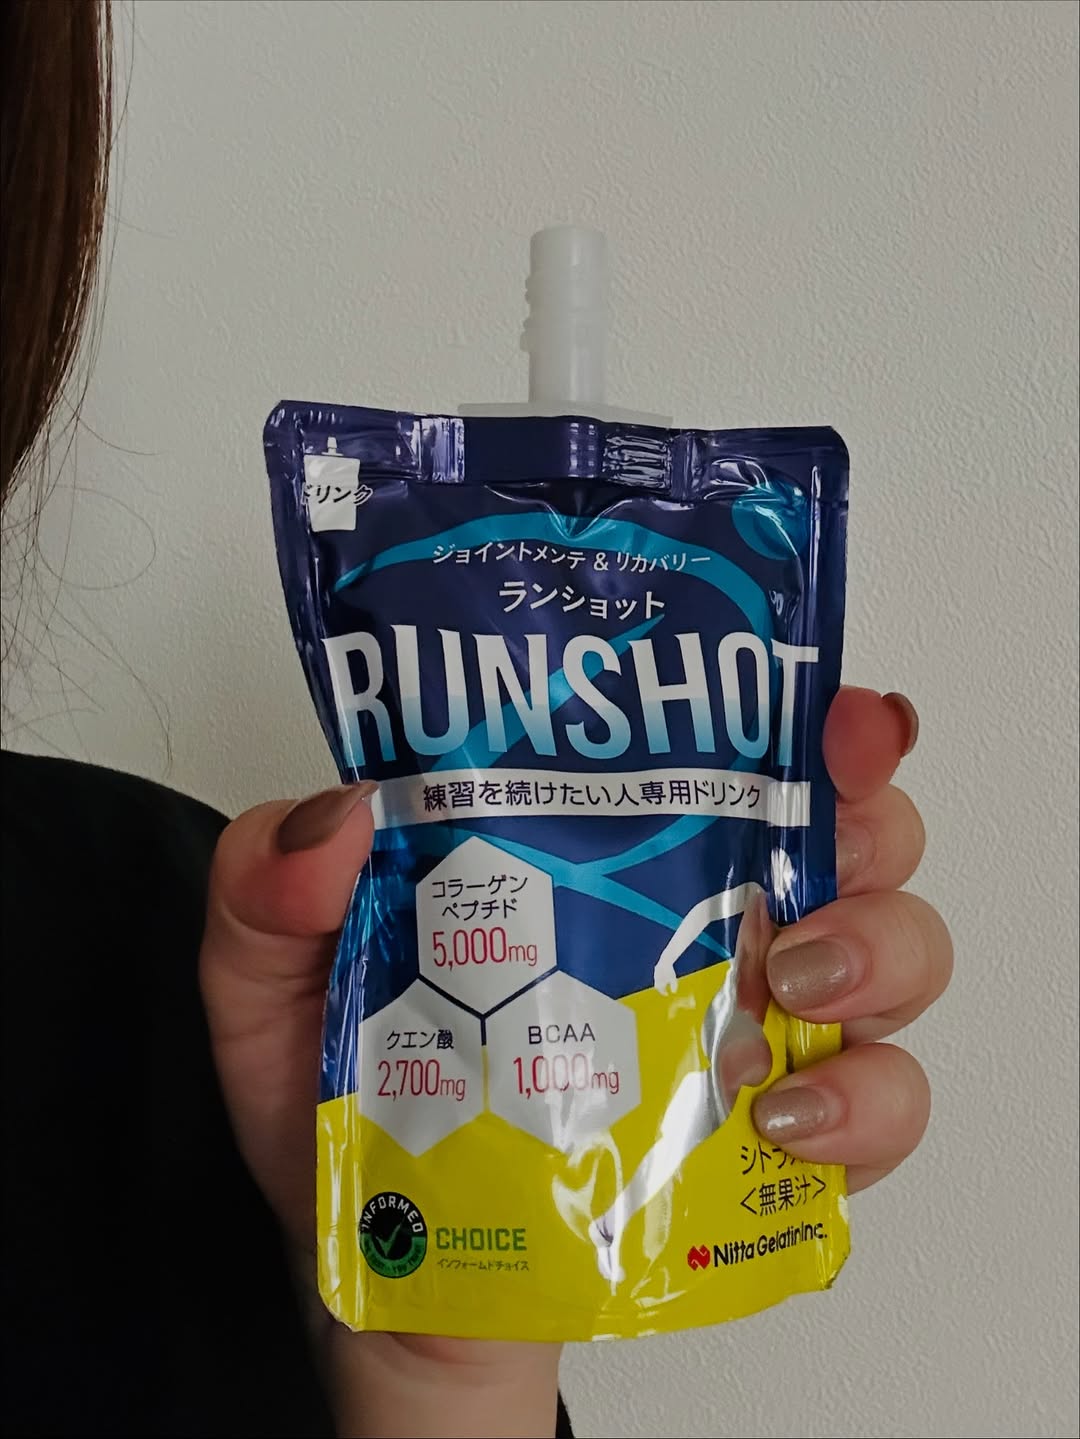 ドリンク
ジョイントメンテ & リカバリー
ランショット
RUNSHOT
練習を続けたい人専用ドリンク
コラーゲン
ペプチド
5,000mg
クエン酸
2,700mg
BCAA
1,000mg
<無果汁>
INFORMED
CHOICE
インフォームドチョイス
Nitta GelatinInc.